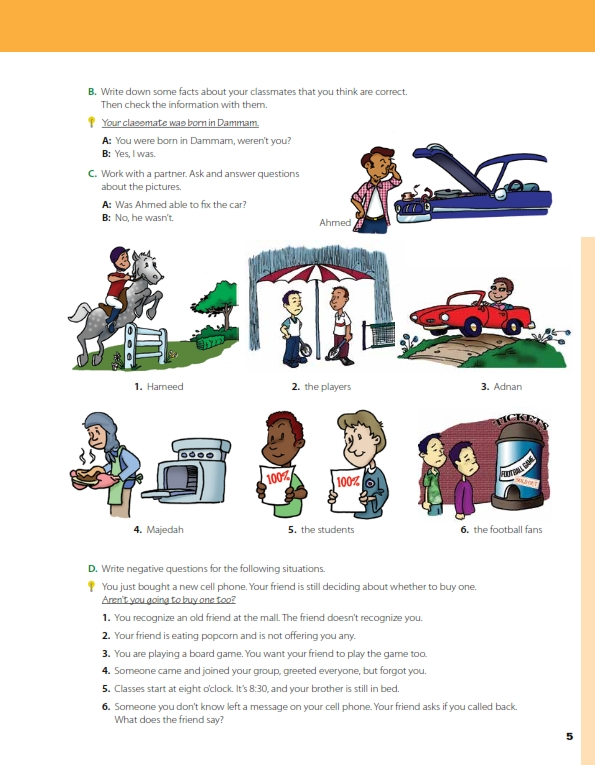 B. Write down some facts about your classmates that you think are correct.
Then check the information with them.
Your classmate was born in Dammam.
A: You were born in Dammam, weren't you?
B: Yes, I was.
C. Work with a partner. Ask and answer questions
about the pictures.
A: Was Ahmed able to fix the car?
B: No, he wasn't.
Ahmed
1. Hameed
2. the players
3. Adnan
100%
100%
TICKETS
FOOTBALL GAME
SOLD OUT
4. Majedah
5. the students
6. the football fans
D. Write negative questions for the following situations.
You just bought a new cell phone. Your friend is still deciding about whether to buy one.
Aren't you going to buy one too?
1. You recognize an old friend at the mall. The friend doesn't recognize you.
2. Your friend is eating popcorn and is not offering you any.
3. You are playing a board game. You want your friend to play the game too.
4. Someone came and joined your group, greeted everyone, but forgot you.
5. Classes start at eight o'clock. It's 8:30, and your brother is still in bed.
6. Someone you don't know left a message on your cell phone. Your friend asks if you called back.
What does the friend say?
5